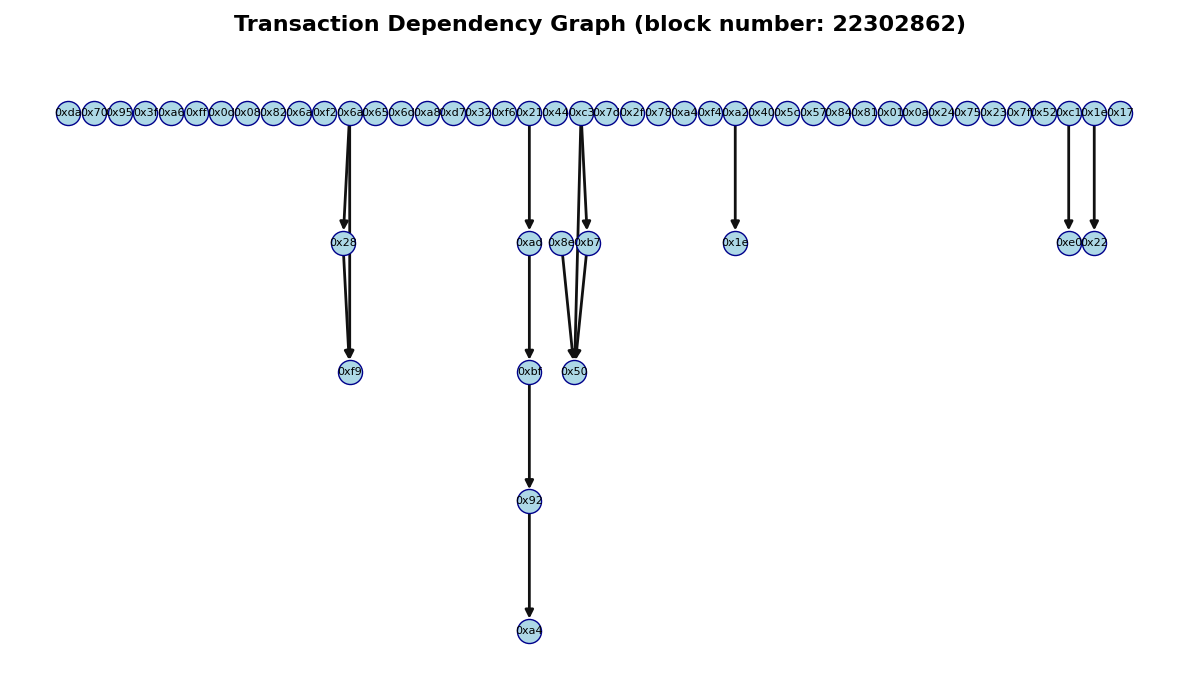 Transaction Dependency Graph (block number: 22302862)
0xda 0x70 0x95 0x3f 0xa6 0xff 0x0d 0x08 0x82 0x6a 0xf2 0x6a 0x65 0x6c 0xa8 0xd7 0x32 0xf6 0x21 0x44 0xc3 0x7d 0x2f 0x78 0xa4 0xf4 0xa2 0x40 0x5c 0x57 0x84 0x81 0x01 0x0a 0x24 0x75 0x23 0x7f 0x52 0xc1 0x1e 0x17
0x28 0xad 0x8e 0xb7 0x1e 0xe0 0x22
0xf9 0xbf 0x50
0x92
0xa4